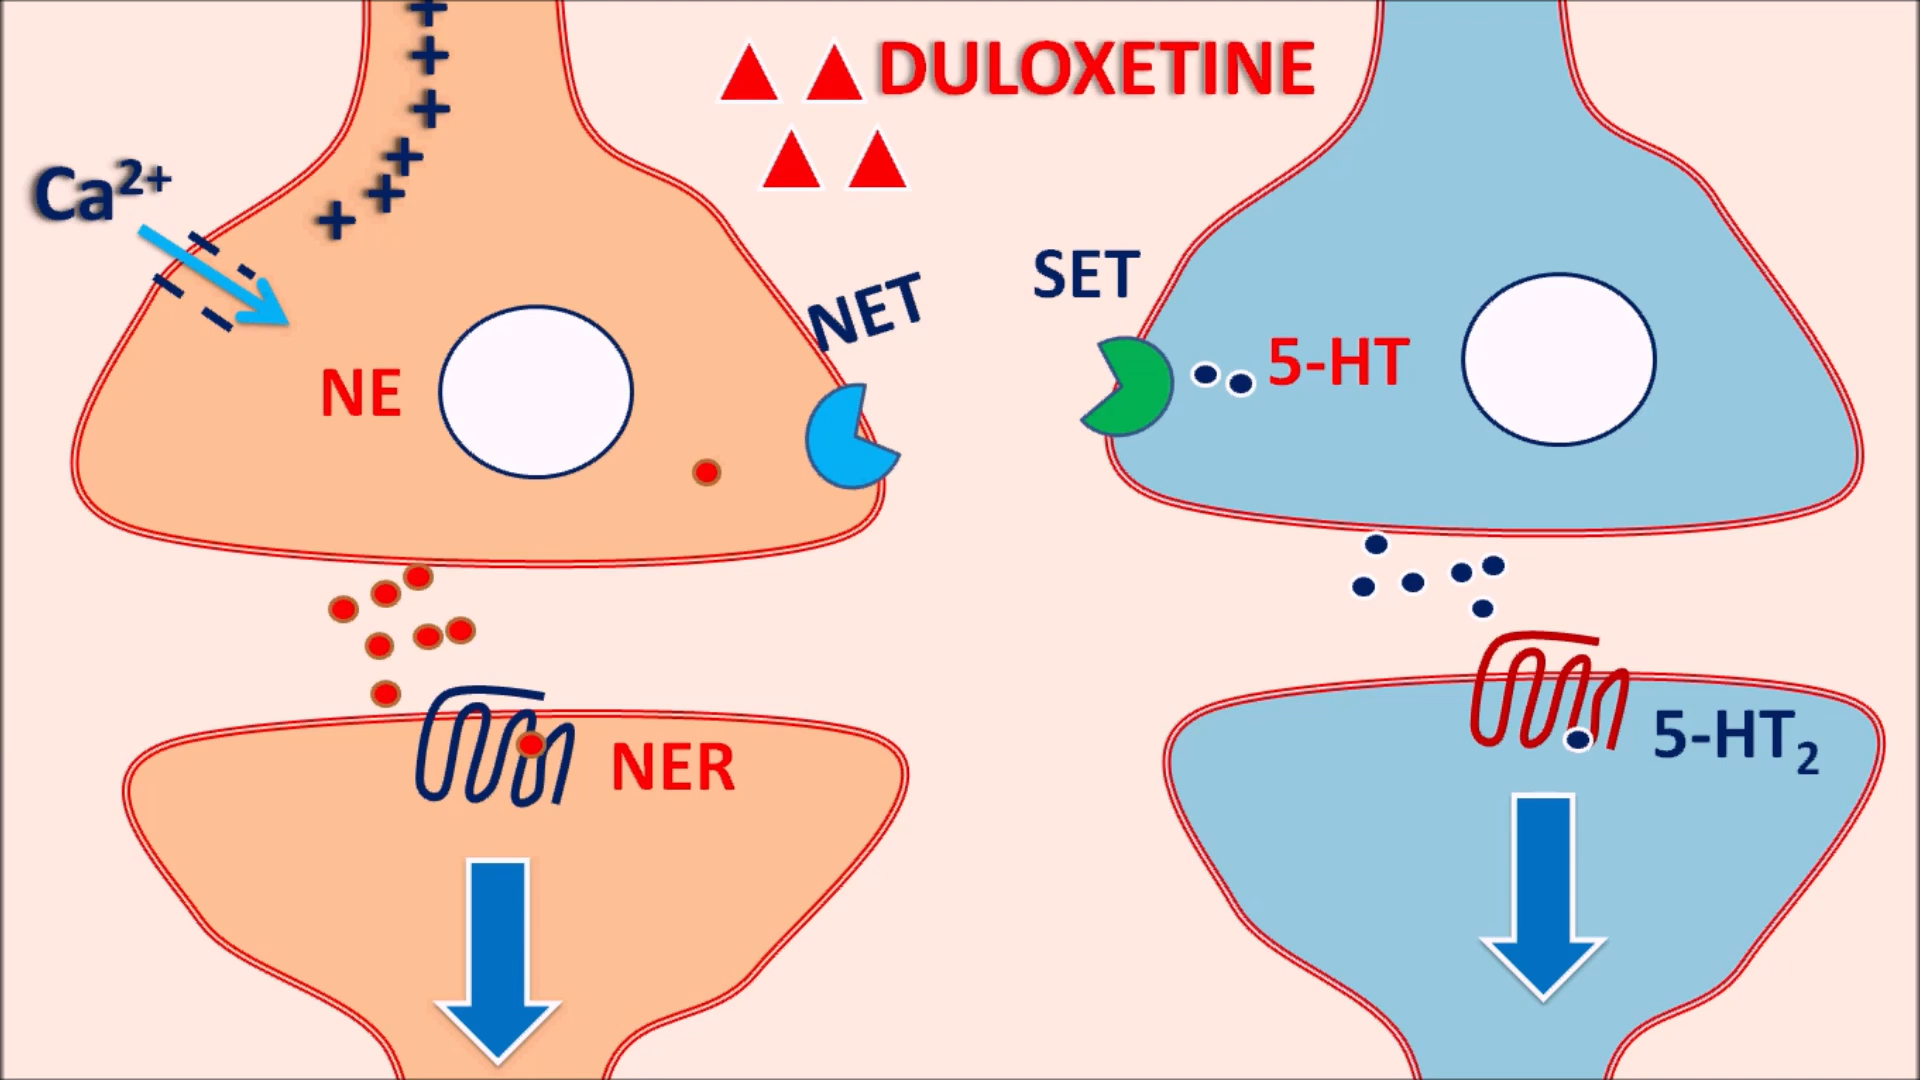 DULOXETINE
Ca²⁺
NET
SET
NE
5-HT
NER
5-HT₂